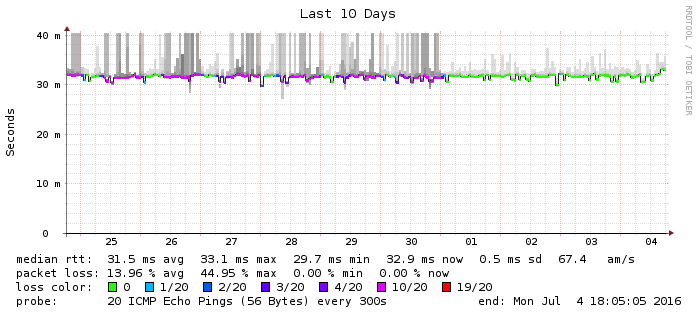 Last 10 Days
RRDTOOL / TOBI OETIKER
Seconds
40 m
30 m
20 m
10 m
0
25 26 27 28 29 30 01 02 03 04
median rtt: 31.5 ms avg 33.1 ms max 29.7 ms min 32.9 ms now 0.5 ms sd 67.4 am/s
packet loss: 13.96 % avg 44.95 % max 0.00 % min 0.00 % now
loss color: 0 1/20 2/20 3/20 4/20 10/20 19/20
probe: 20 ICMP Echo Pings (56 Bytes) every 300s end: Mon Jul 4 18:05:05 2016